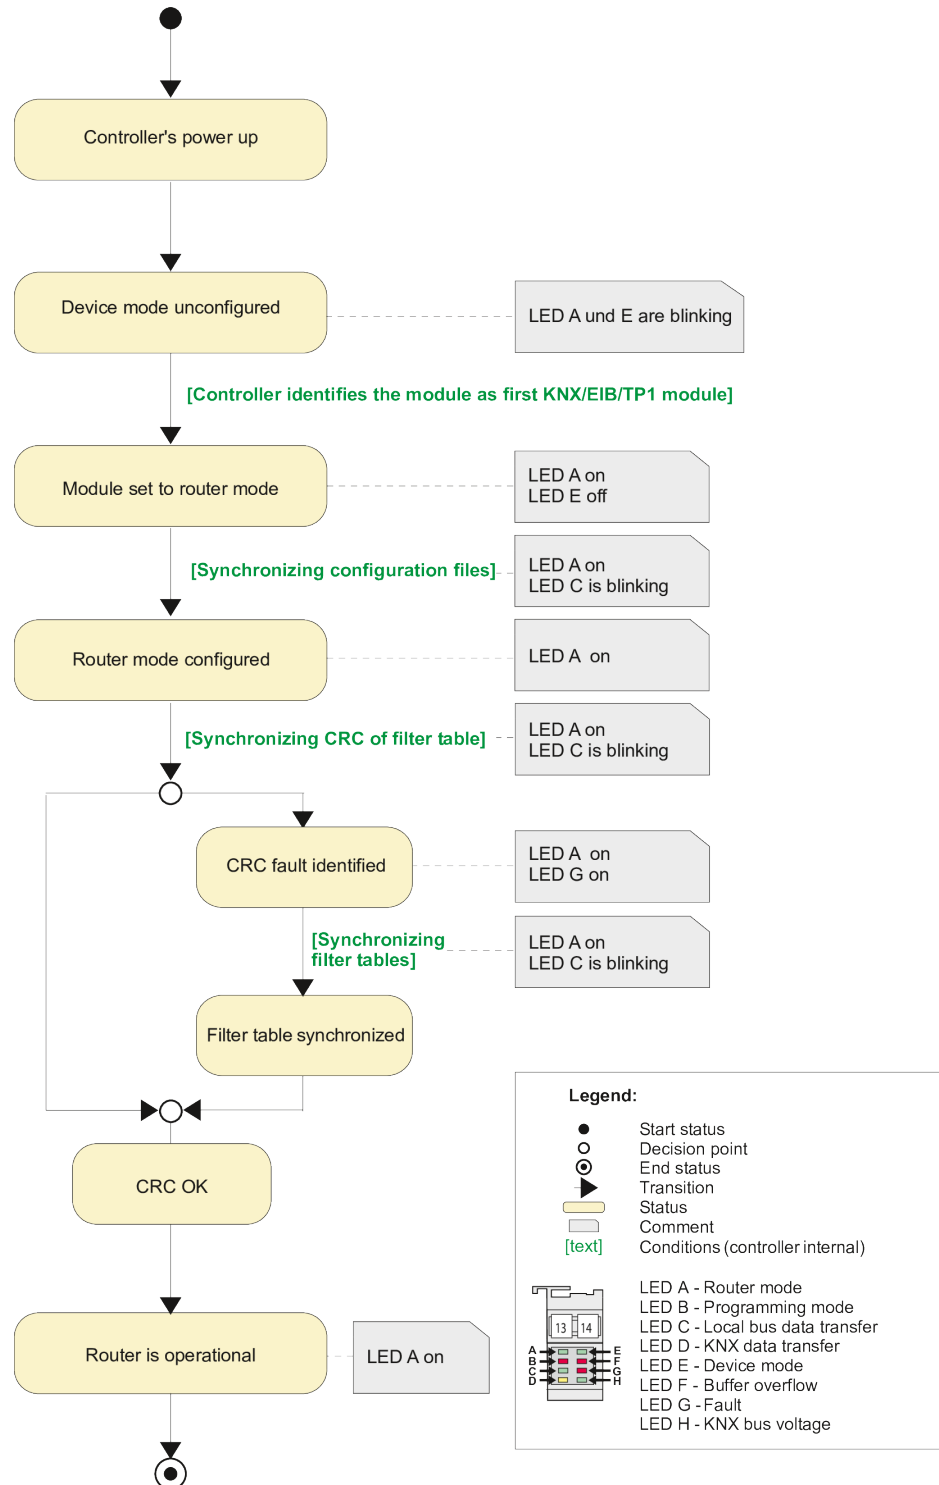 Controller's power up
Device mode unconfigured
LED A und E are blinking
[Controller identifies the module as first KNX/EIB/TP1 module]
Module set to router mode
LED A on
LED E off
[Synchronizing configuration files]
LED A on
LED C is blinking
Router mode configured
LED A on
[Synchronizing CRC of filter table]
LED A on
LED C is blinking
CRC fault identified
LED A on
LED G on
[Synchronizing
filter tables]
LED A on
LED C is blinking
Filter table synchronized
CRC OK
Router is operational
LED A on
Legend:
Start status
Decision point
End status
Transition
Status
Comment
[text] Conditions (controller internal)
13 14
A E
B F
C G
D H
LED A - Router mode
LED B - Programming mode
LED C - Local bus data transfer
LED D - KNX data transfer
LED E - Device mode
LED F - Buffer overflow
LED G - Fault
LED H - KNX bus voltage